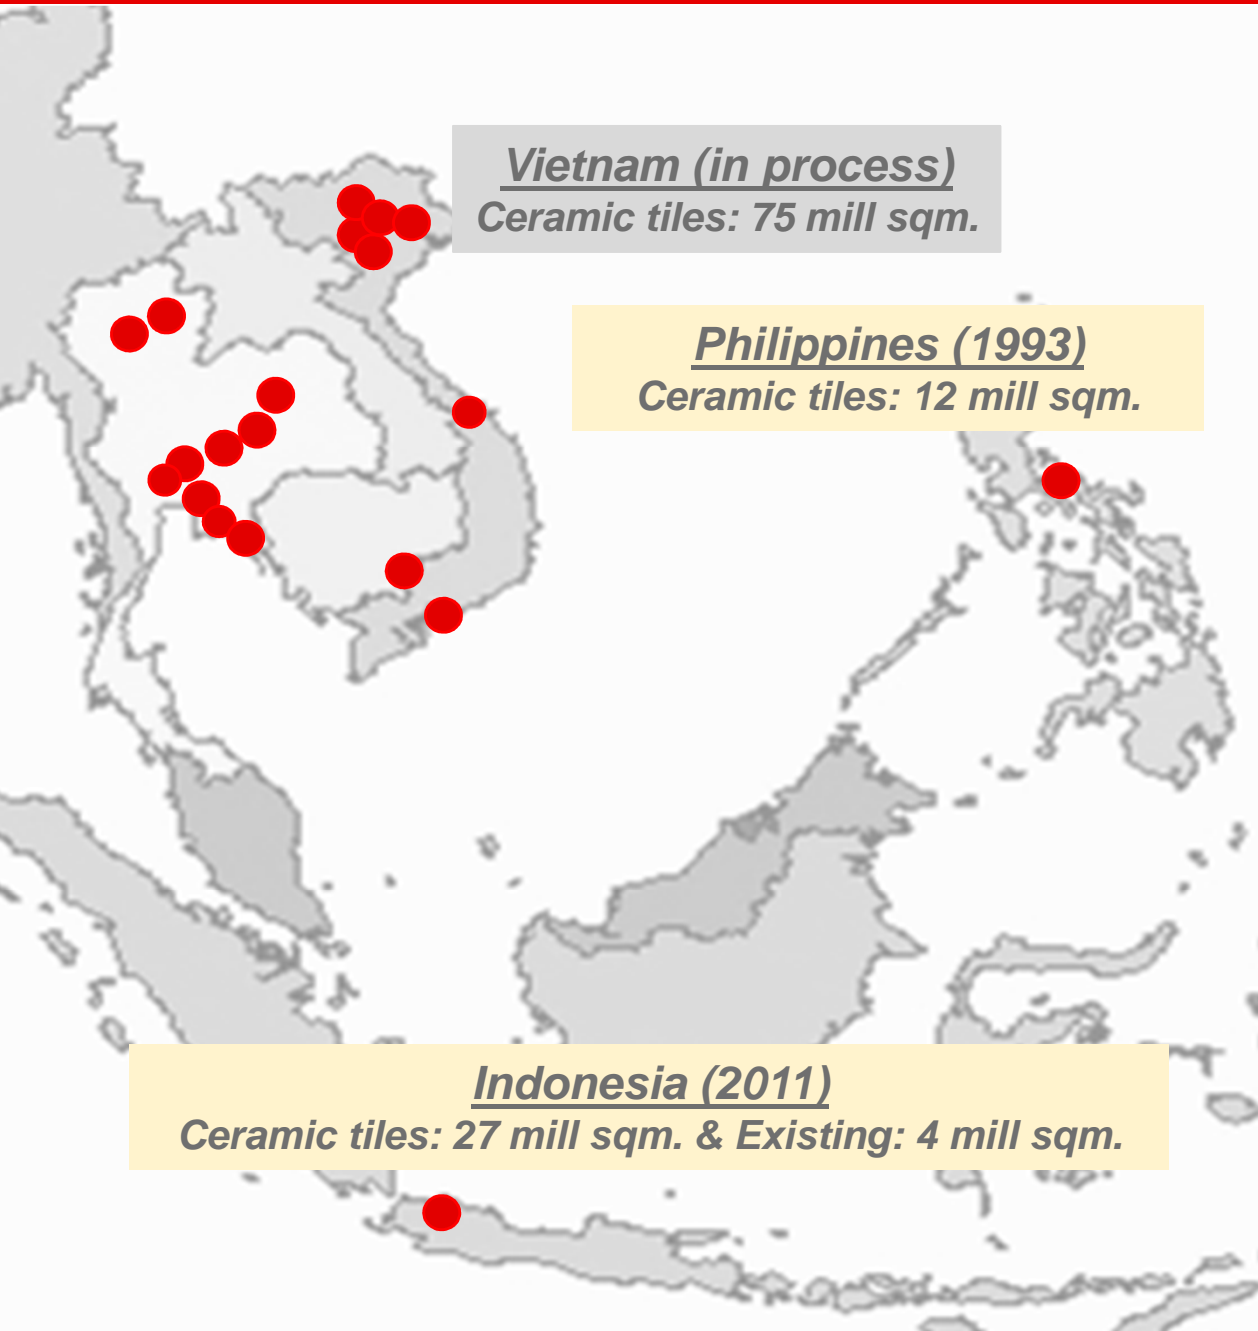 Vietnam (in process)
Ceramic tiles: 75 mill sqm.
Philippines (1993)
Ceramic tiles: 12 mill sqm.
Indonesia (2011)
Ceramic tiles: 27 mill sqm. & Existing: 4 mill sqm.